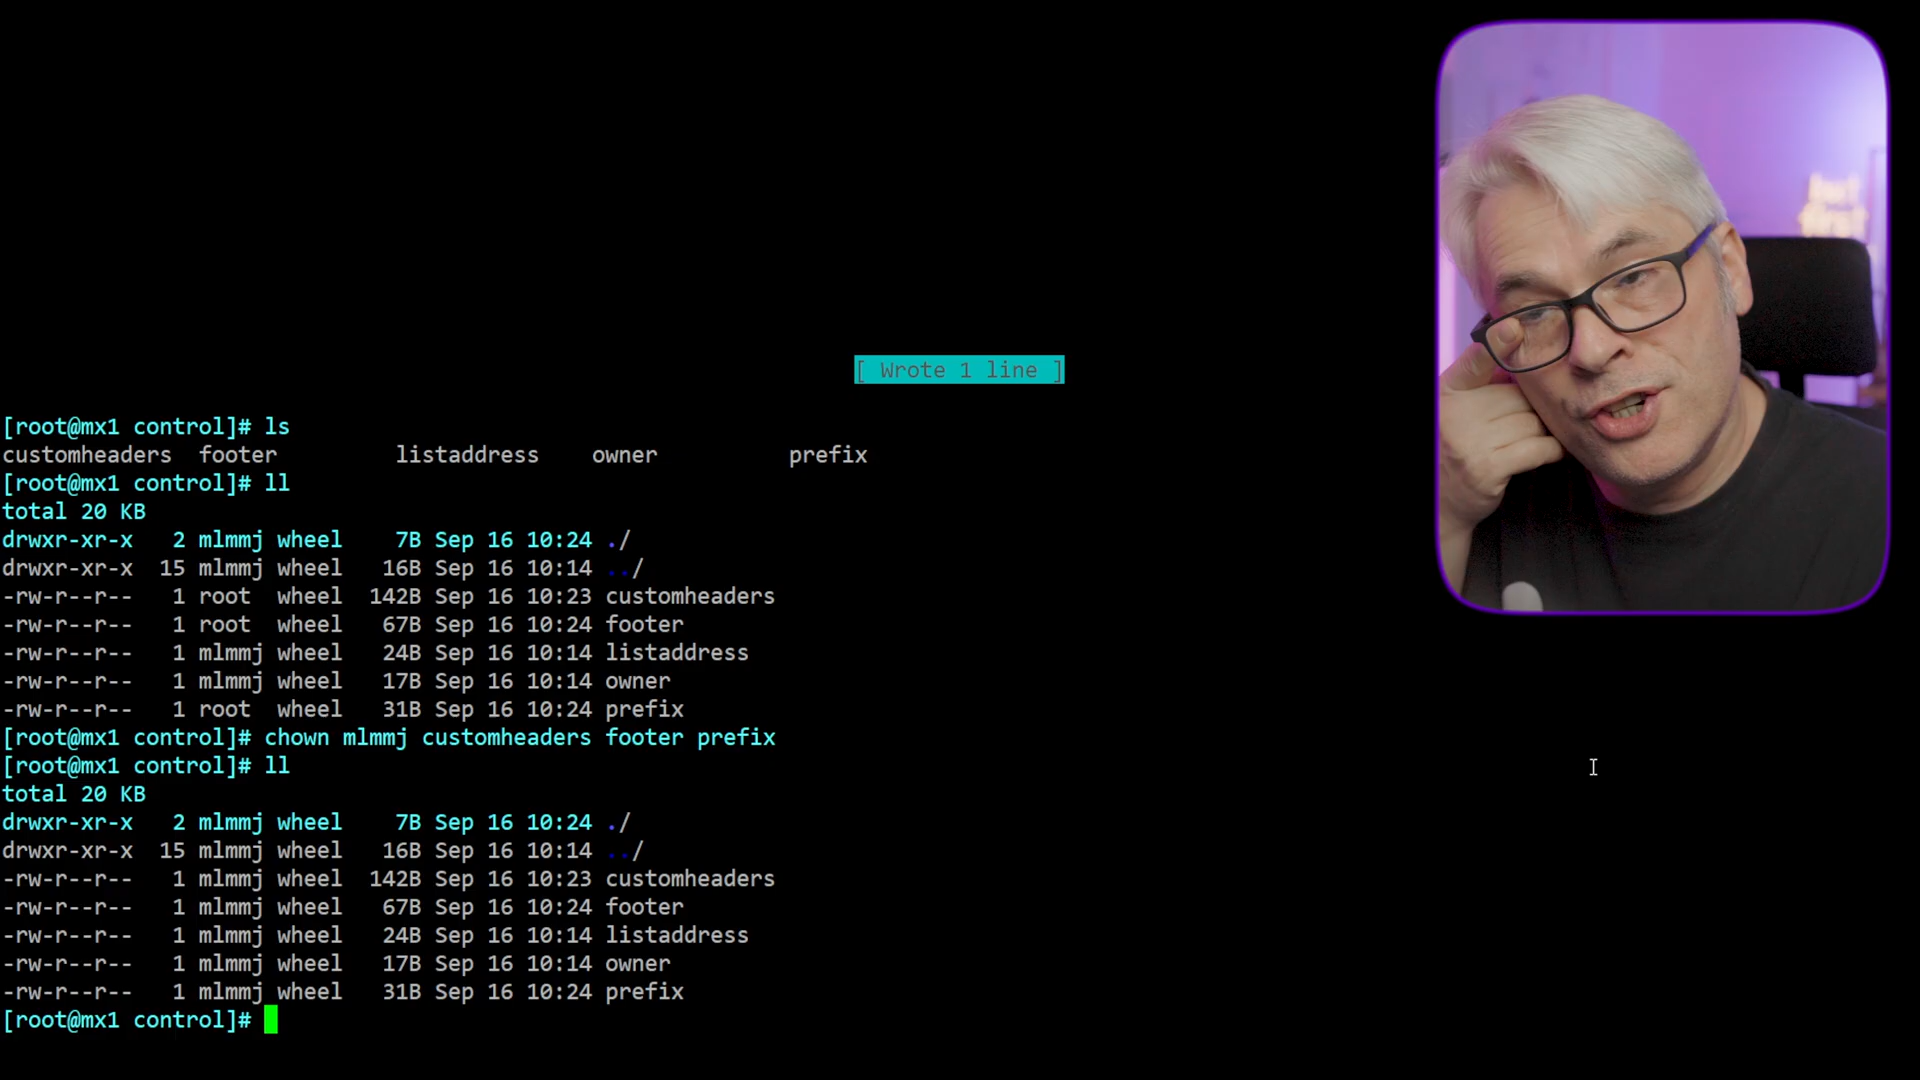 [ Wrote 1 line ]
[root@mx1 control]# ls
customheaders  footer         listaddress    owner          prefix
[root@mx1 control]# ll
total 20 KB
drwxr-xr-x   2 mlmmj wheel    7B Sep 16 10:24 ./
drwxr-xr-x  15 mlmmj wheel   16B Sep 16 10:14 ../
-rw-r--r--   1 root  wheel  142B Sep 16 10:23 customheaders
-rw-r--r--   1 root  wheel   67B Sep 16 10:24 footer
-rw-r--r--   1 mlmmj wheel   24B Sep 16 10:14 listaddress
-rw-r--r--   1 mlmmj wheel   17B Sep 16 10:14 owner
-rw-r--r--   1 root  wheel   31B Sep 16 10:24 prefix
[root@mx1 control]# chown mlmmj customheaders footer prefix
[root@mx1 control]# ll
total 20 KB
drwxr-xr-x   2 mlmmj wheel    7B Sep 16 10:24 ./
drwxr-xr-x  15 mlmmj wheel   16B Sep 16 10:14 ../
-rw-r--r--   1 mlmmj wheel  142B Sep 16 10:23 customheaders
-rw-r--r--   1 mlmmj wheel   67B Sep 16 10:24 footer
-rw-r--r--   1 mlmmj wheel   24B Sep 16 10:14 listaddress
-rw-r--r--   1 mlmmj wheel   17B Sep 16 10:14 owner
-rw-r--r--   1 mlmmj wheel   31B Sep 16 10:24 prefix
[root@mx1 control]#